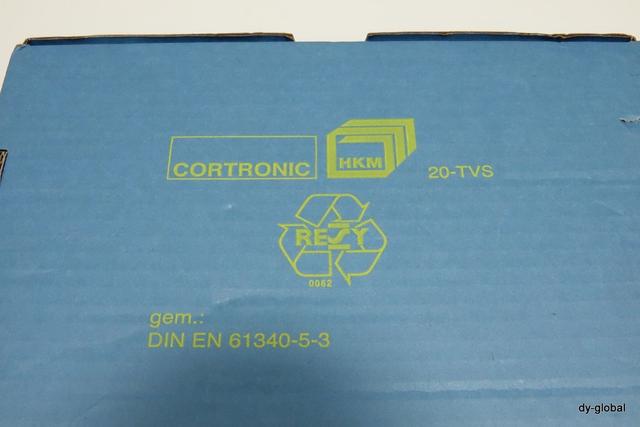 CORTRONIC HKM 20-TVS
RESY
0062
gem.:
DIN EN 61340-5-3
dy-global